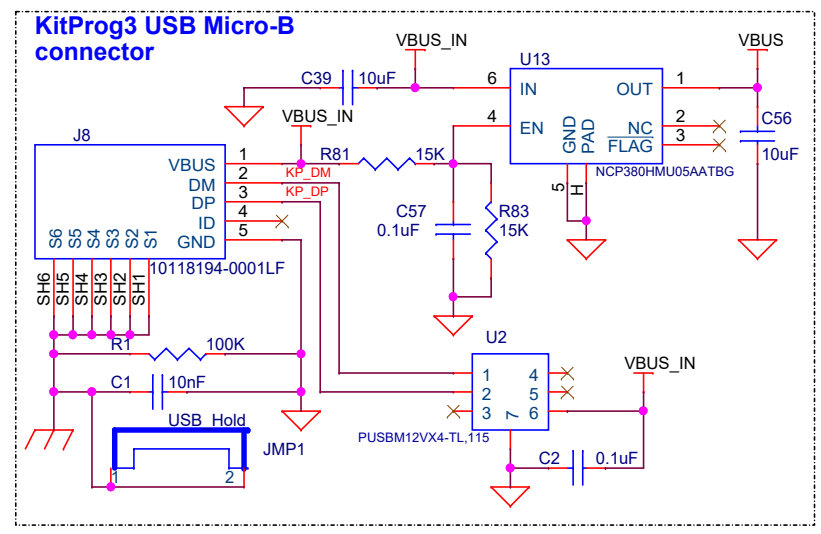 KitProg3 USB Micro-B
connector
VBUS_IN
VBUS
U13
C39
10uF
6
IN
OUT
1
VBUS_IN
4
EN
GND
PAD
NC
2
FLAG
3
C56
10uF
5
H
NCP380HMU05AATBG
J8
VBUS
1
DM
2
DP
3
ID
4
GND
5
KP_DM
KP_DP
R81
15K
C57
0.1uF
R83
15K
S6
S5
S4
S3
S2
S1
10118194-0001LF
SH6
SH5
SH4
SH3
SH2
SH1
R1
100K
C1
10nF
USB_Hold
JMP1
1
2
U2
1
2
3
4
5
6
7
PUSBM12VX4-TL,115
VBUS_IN
C2
0.1uF